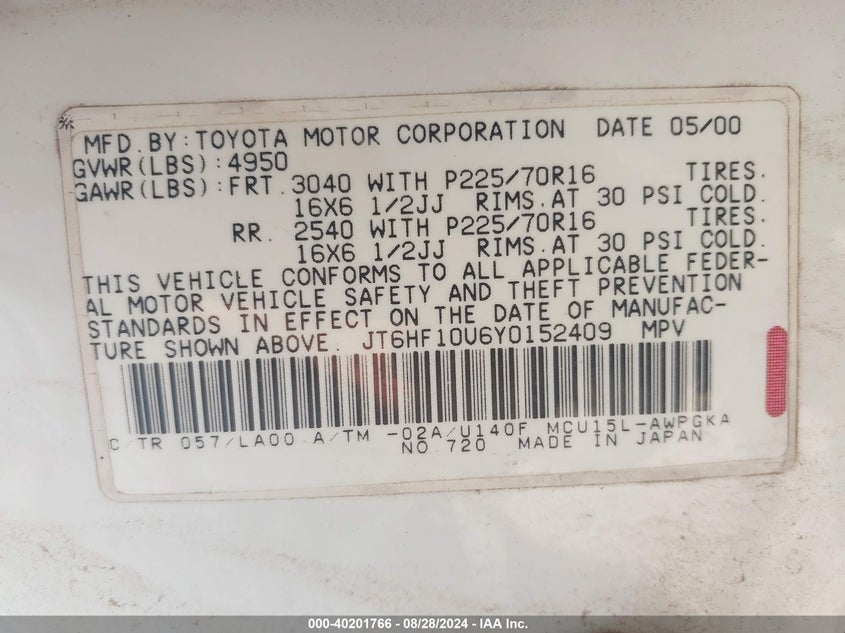 MFD. BY: TOYOTA MOTOR CORPORATION DATE 05/00
GVWR(LBS): 4950
GAWR(LBS): FRT. 3040 WITH P225/70R16 TIRES.
16X6 1/2JJ RIMS. AT 30 PSI COLD.
RR. 2540 WITH P225/70R16 TIRES.
16X6 1/2JJ RIMS. AT 30 PSI COLD.
THIS VEHICLE CONFORMS TO ALL APPLICABLE FEDER-
AL MOTOR VEHICLE SAFETY AND THEFT PREVENTION
STANDARDS IN EFFECT ON THE DATE OF MANUFAC-
TURE SHOWN ABOVE. JT6HF10U6Y0152409 MPV
C/TR 057/LA00 A/TM -02A/U140F MCU15L-AWPGKA
NO.720 MADE IN JAPAN
000-40201766 - 08/28/2024 - IAA Inc.